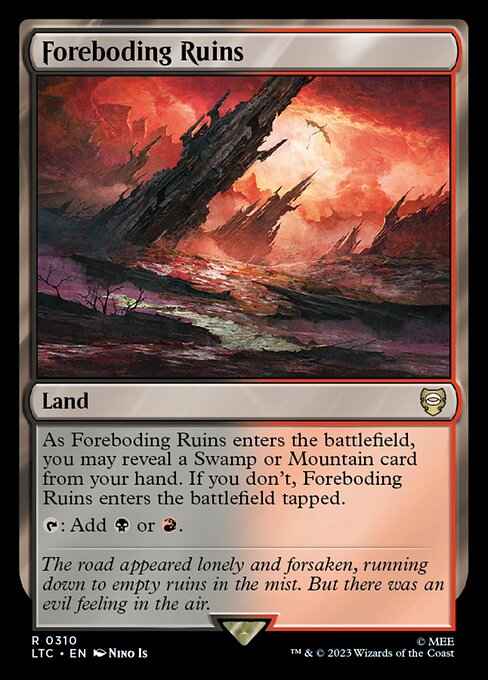 Foreboding Ruins
Land
As Foreboding Ruins enters the battlefield,
you may reveal a Swamp or Mountain card
from your hand. If you don't, Foreboding
Ruins enters the battlefield tapped.
: Add or .
The road appeared lonely and forsaken, running
down to empty ruins in the mist. But there was an
evil feeling in the air.
R 0310
LTC • EN Nino Is
© MEE
™ & © 2023 Wizards of the Coast